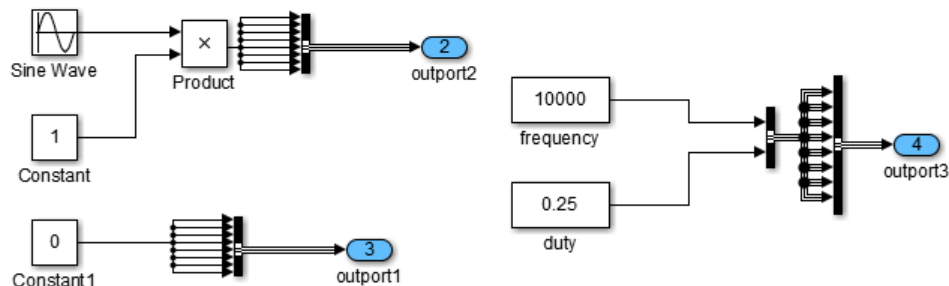 Sine Wave
×
Product
2
outport2
1
Constant
0
Constant1
3
outport1
10000
frequency
0.25
duty
4
outport3